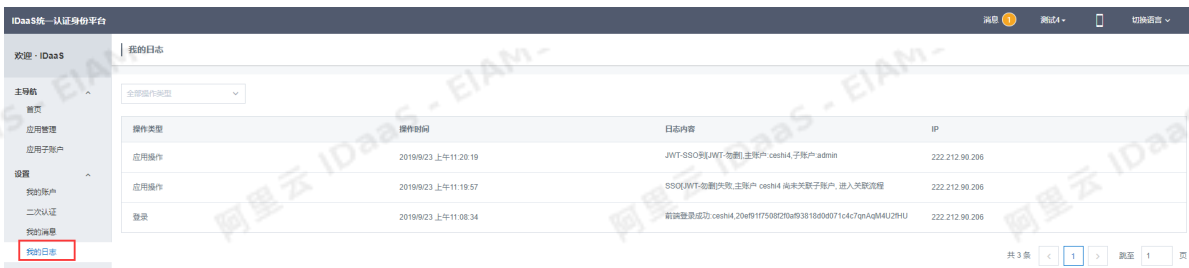 IDaaS统一认证身份平台
消息 1 测试4 切换语言
欢迎 · IDaaS
我的日志
主导航
首页
应用管理
应用子账户
设置
我的账户
二次认证
我的消息
我的日志
全部操作类型
操作类型 操作时间 日志内容 IP
应用操作 2019/9/23 上午11:20:19 JWT-SSO到[JWT-勿删],主账户:ceshi4,子账户:admin 222.212.90.206
应用操作 2019/9/23 上午11:19:57 SSO[JWT-勿删]失败,主账户 ceshi4 尚未关联子账户, 进入关联流程 222.212.90.206
登录 2019/9/23 上午11:08:34 前端登录成功:ceshi4, 222.212.90.206
共 3 条 < 1 > 跳至 1 页
阿里云 IDaaS - EIAM